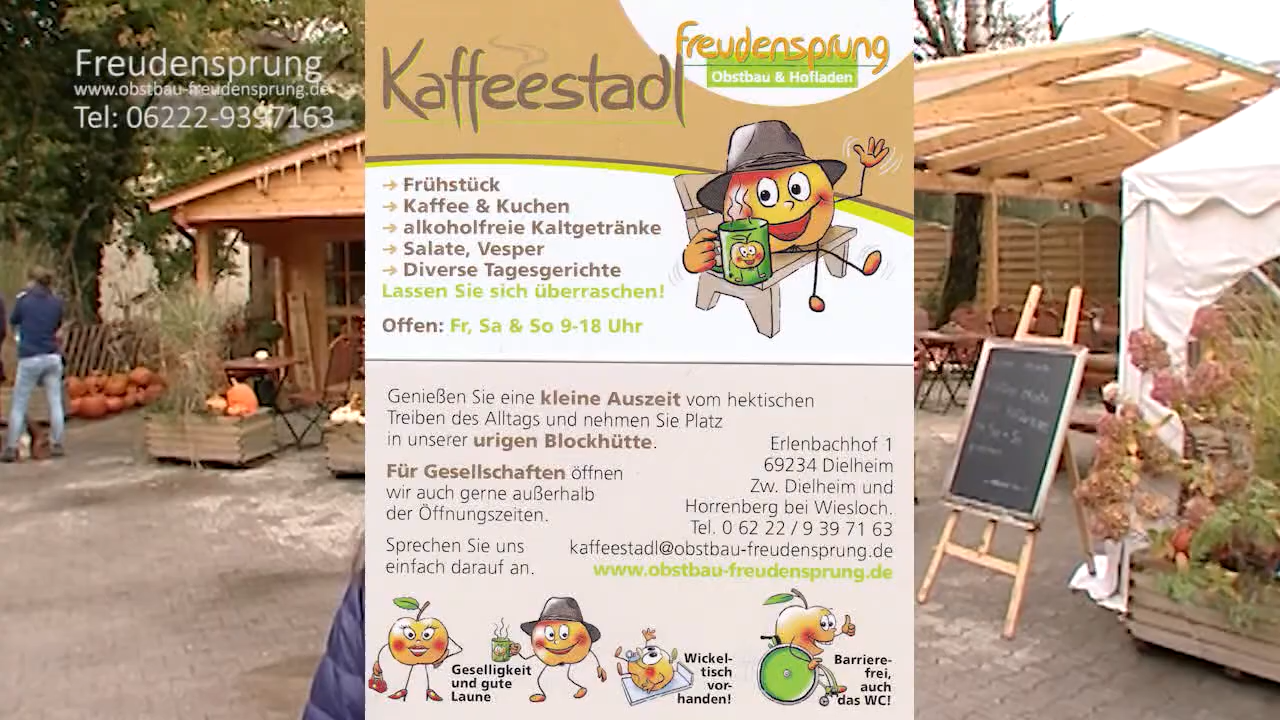 Freudensprung
www.obstbau-freudensprung.de
Tel: 06222-9397163
Kaffeestadl
freudensprung
Obstbau & Hofladen
→ Frühstück
→ Kaffee & Kuchen
→ alkoholfreie Kaltgetränke
→ Salate, Vesper
→ Diverse Tagesgerichte
Lassen Sie sich überraschen!
Offen: Fr, Sa & So 9-18 Uhr
Genießen Sie eine kleine Auszeit vom hektischen
Treiben des Alltags und nehmen Sie Platz
in unserer urigen Blockhütte.
Für Gesellschaften öffnen
wir auch gerne außerhalb
der Öffnungszeiten.
Sprechen Sie uns
einfach darauf an.
Erlenbachhof 1
69234 Dielheim
Zw. Dielheim und
Horrenberg bei Wiesloch.
Tel. 0 62 22 / 9 39 71 63
kaffeestadl@obstbau-freudensprung.de
www.obstbau-freudensprung.de
Geselligkeit
und gute
Laune
Wickel-
tisch
vor-
handen!
Barriere-
frei,
auch
das WC!